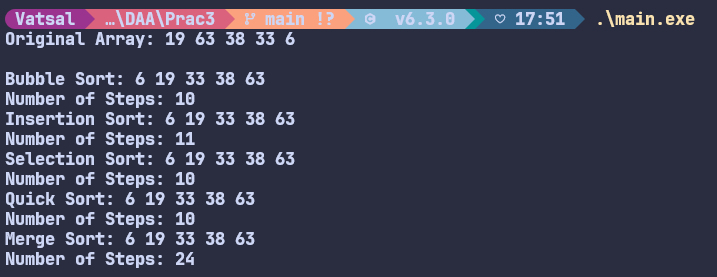 Vatsal …\DAA\Prac3 main !? v6.3.0 17:51 .\main.exe
Original Array: 19 63 38 33 6
Bubble Sort: 6 19 33 38 63
Number of Steps: 10
Insertion Sort: 6 19 33 38 63
Number of Steps: 11
Selection Sort: 6 19 33 38 63
Number of Steps: 10
Quick Sort: 6 19 33 38 63
Number of Steps: 10
Merge Sort: 6 19 33 38 63
Number of Steps: 24